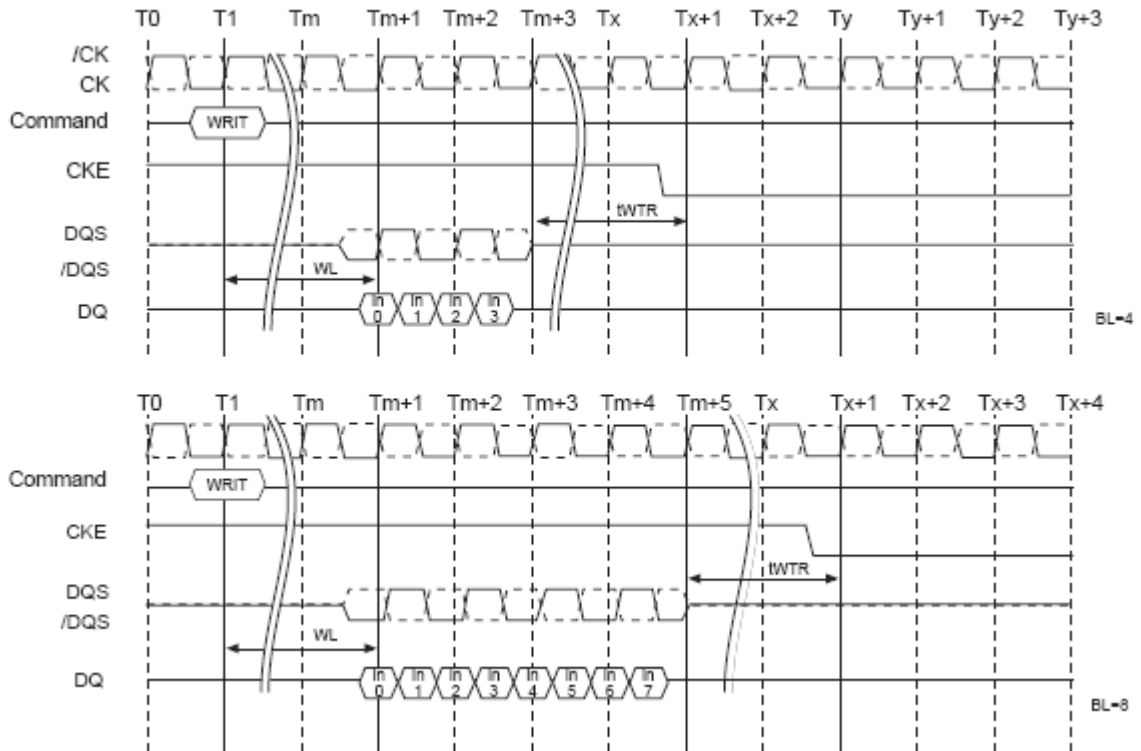 T0 T1 Tm Tm+1 Tm+2 Tm+3 Tx Tx+1 Tx+2 Ty Ty+1 Ty+2 Ty+3
/CK
CK
Command WRIT
CKE
tWTR
DQS
/DQS
WL
DQ In 0 In 1 In 2 In 3
BL=4
T0 T1 Tm Tm+1 Tm+2 Tm+3 Tm+4 Tm+5 Tx Tx+1 Tx+2 Tx+3 Tx+4
Command WRIT
CKE
tWTR
DQS
/DQS
WL
DQ In 0 In 1 In 2 In 3 In 4 In 5 In 6 In 7
BL=8